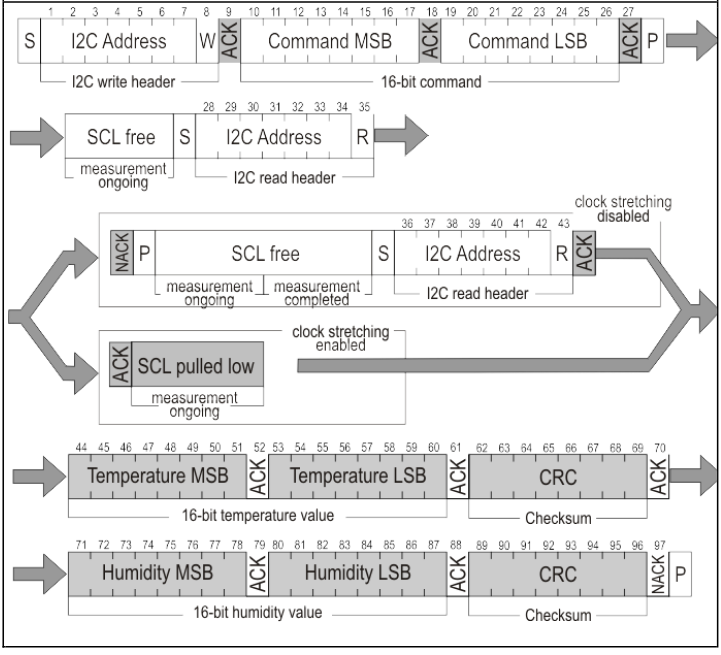 1 2 3 4 5 6 7 8 9 10 11 12 13 14 15 16 17 18 19 20 21 22 23 24 25 26 27
S I2C Address W ACK Command MSB ACK Command LSB ACK P
I2C write header 16-bit command
28 29 30 31 32 33 34 35
SCL free S I2C Address R
measurement
ongoing
I2C read header
clock stretching
disabled
36 37 38 39 40 41 42 43
NACK P SCL free S I2C Address R ACK
measurement
ongoing
measurement
completed
I2C read header
clock stretching
enabled
ACK SCL pulled low
measurement
ongoing
44 45 46 47 48 49 50 51 52 53 54 55 56 57 58 59 60 61 62 63 64 65 66 67 68 69 70
Temperature MSB ACK Temperature LSB ACK CRC ACK
16-bit temperature value Checksum
71 72 73 74 75 76 77 78 79 80 81 82 83 84 85 86 87 88 89 90 91 92 93 94 95 96 97
Humidity MSB ACK Humidity LSB ACK CRC NACK P
16-bit humidity value Checksum